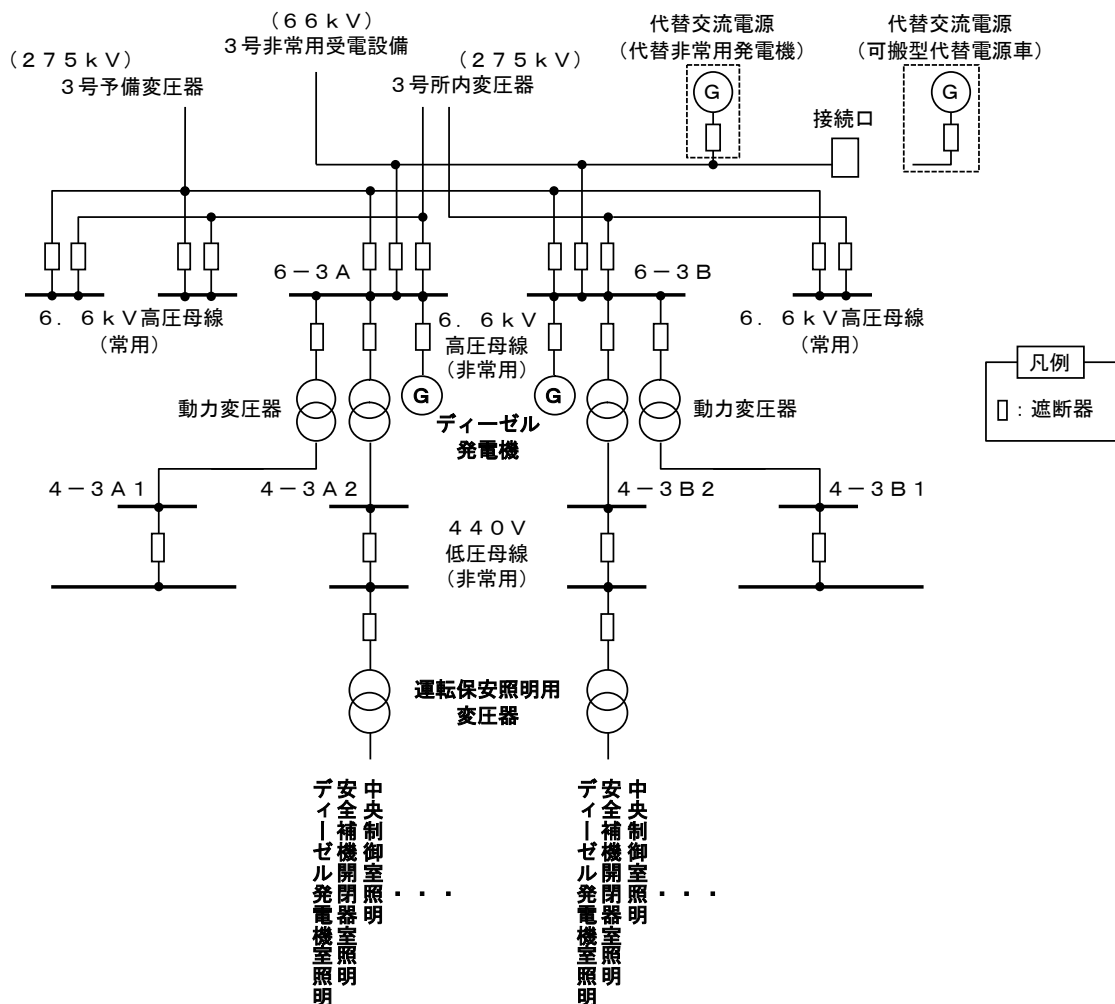 (66kV)
3号非常用受電設備
(275kV)
3号予備変圧器
(275kV)
3号所内変圧器
代替交流電源
(代替非常用発電機)
G
代替交流電源
(可搬型代替電源車)
G
接続口
6-3A
6-3B
6.6kV高圧母線
(常用)
6.6kV
高圧母線
(非常用)
6.6kV高圧母線
(常用)
凡例
:遮断器
動力変圧器
G
G
動力変圧器
ディーゼル
発電機
4-3A1
4-3A2
4-3B2
4-3B1
440V
低圧母線
(非常用)
運転保安照明用
変圧器
中央制御室照明
安全補機開閉器室照明
ディーゼル発電機室照明
・・・
中央制御室照明
安全補機開閉器室照明
ディーゼル発電機室照明
・・・